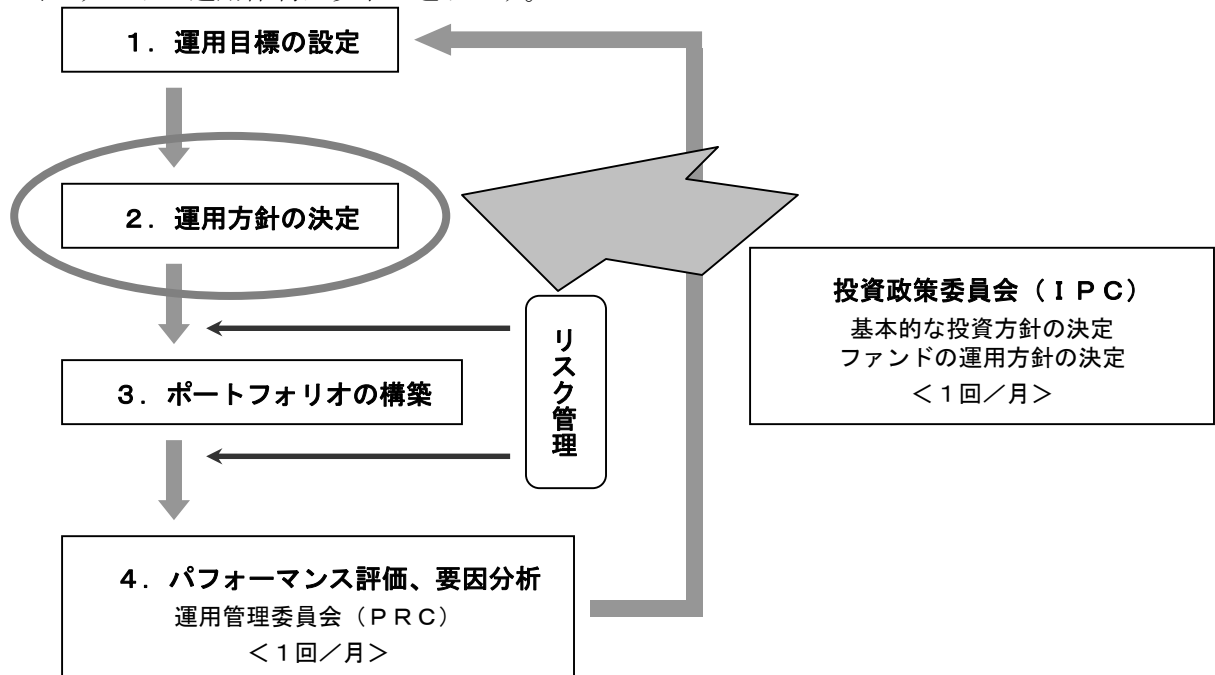 １．運用目標の設定
２．運用方針の決定
投資政策委員会（ＩＰＣ）
基本的な投資方針の決定
ファンドの運用方針の決定
＜１回／月＞
リスク管理
３．ポートフォリオの構築
４．パフォーマンス評価、要因分析
運用管理委員会（ＰＲＣ）
＜１回／月＞